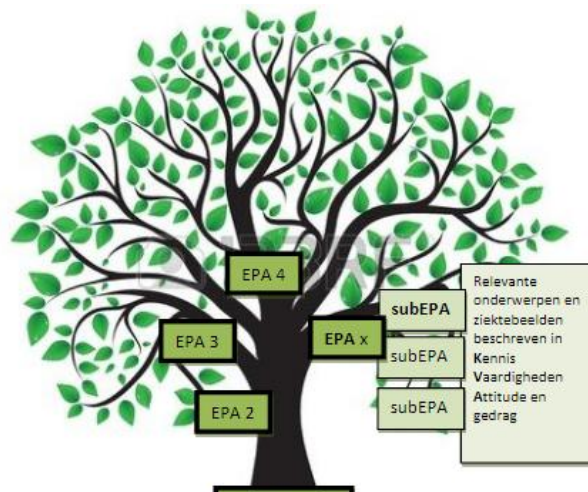 EPA 4
EPA 3
EPA x
EPA 2
subEPA
subEPA
subEPA
Relevante
onderwerpen en
ziektebeelden
beschreven in
Kennis
Vaardigheden
Attitude en
gedrag